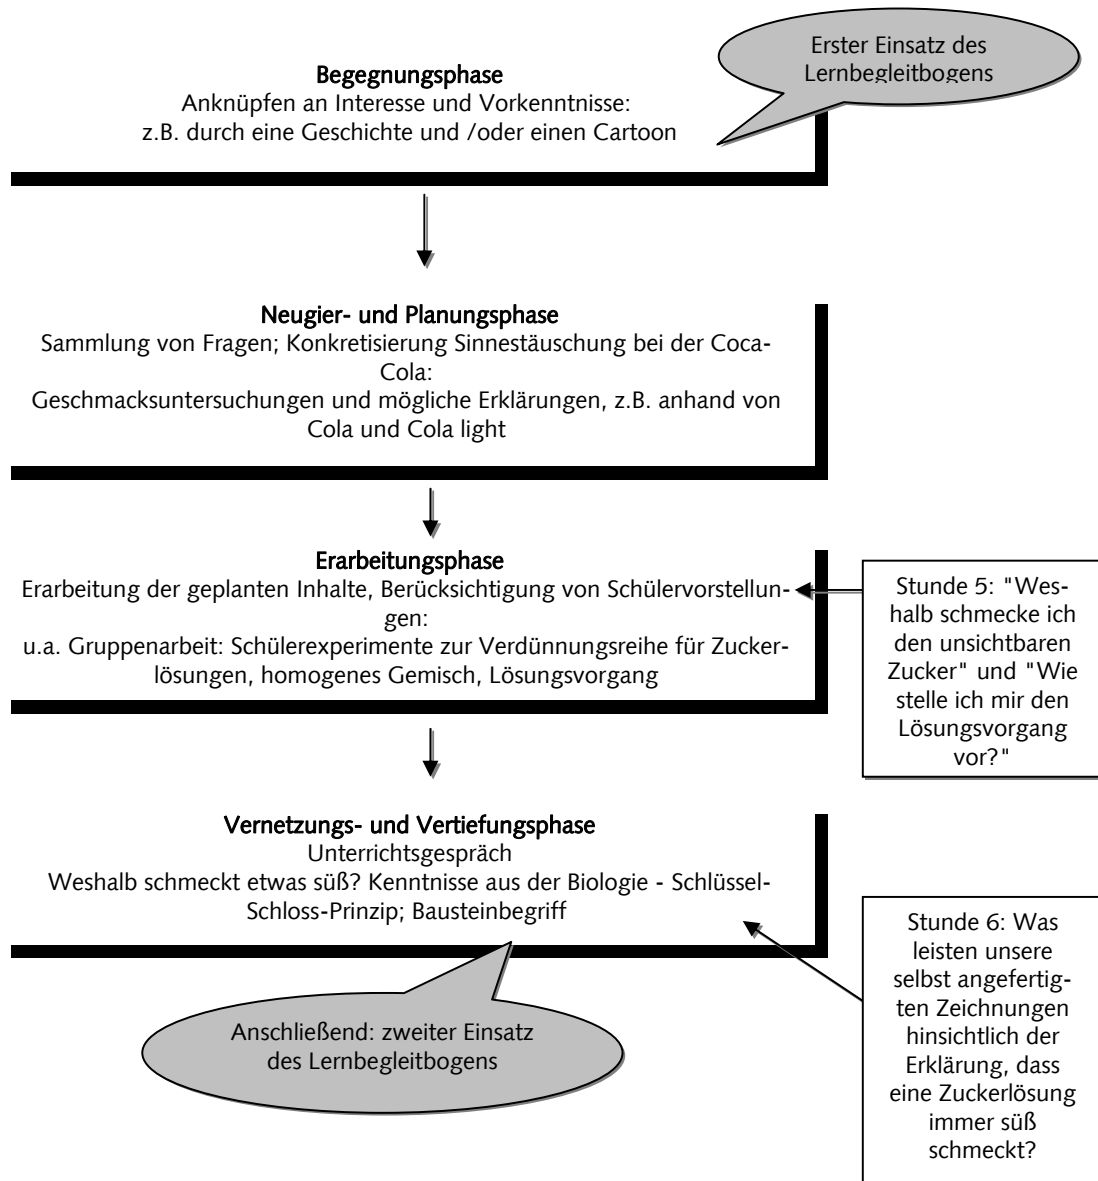 Erster Einsatz des
Lernbegleitbogens
Begegnungsphase
Anknüpfen an Interesse und Vorkenntnisse:
z.B. durch eine Geschichte und /oder einen Cartoon
Neugier- und Planungsphase
Sammlung von Fragen; Konkretisierung Sinnestäuschung bei der Coca-
Cola:
Geschmacksuntersuchungen und mögliche Erklärungen, z.B. anhand von
Cola und Cola light
Erarbeitungsphase
Erarbeitung der geplanten Inhalte, Berücksichtigung von Schülervorstellun-
gen:
u.a. Gruppenarbeit: Schülerexperimente zur Verdünnungsreihe für Zucker-
lösungen, homogenes Gemisch, Lösungsvorgang
Stunde 5: "Wes-
halb schmecke ich
den unsichtbaren
Zucker" und "Wie
stelle ich mir den
Lösungsvorgang
vor?"
Vernetzungs- und Vertiefungsphase
Unterrichtsgespräch
Weshalb schmeckt etwas süß? Kenntnisse aus der Biologie - Schlüssel-
Schloss-Prinzip; Bausteinbegriff
Stunde 6: Was
leisten unsere
selbst angefertig-
ten Zeichnungen
hinsichtlich der
Erklärung, dass
eine Zuckerlösung
immer süß
schmeckt?
Anschließend: zweiter Einsatz
des Lernbegleitbogens